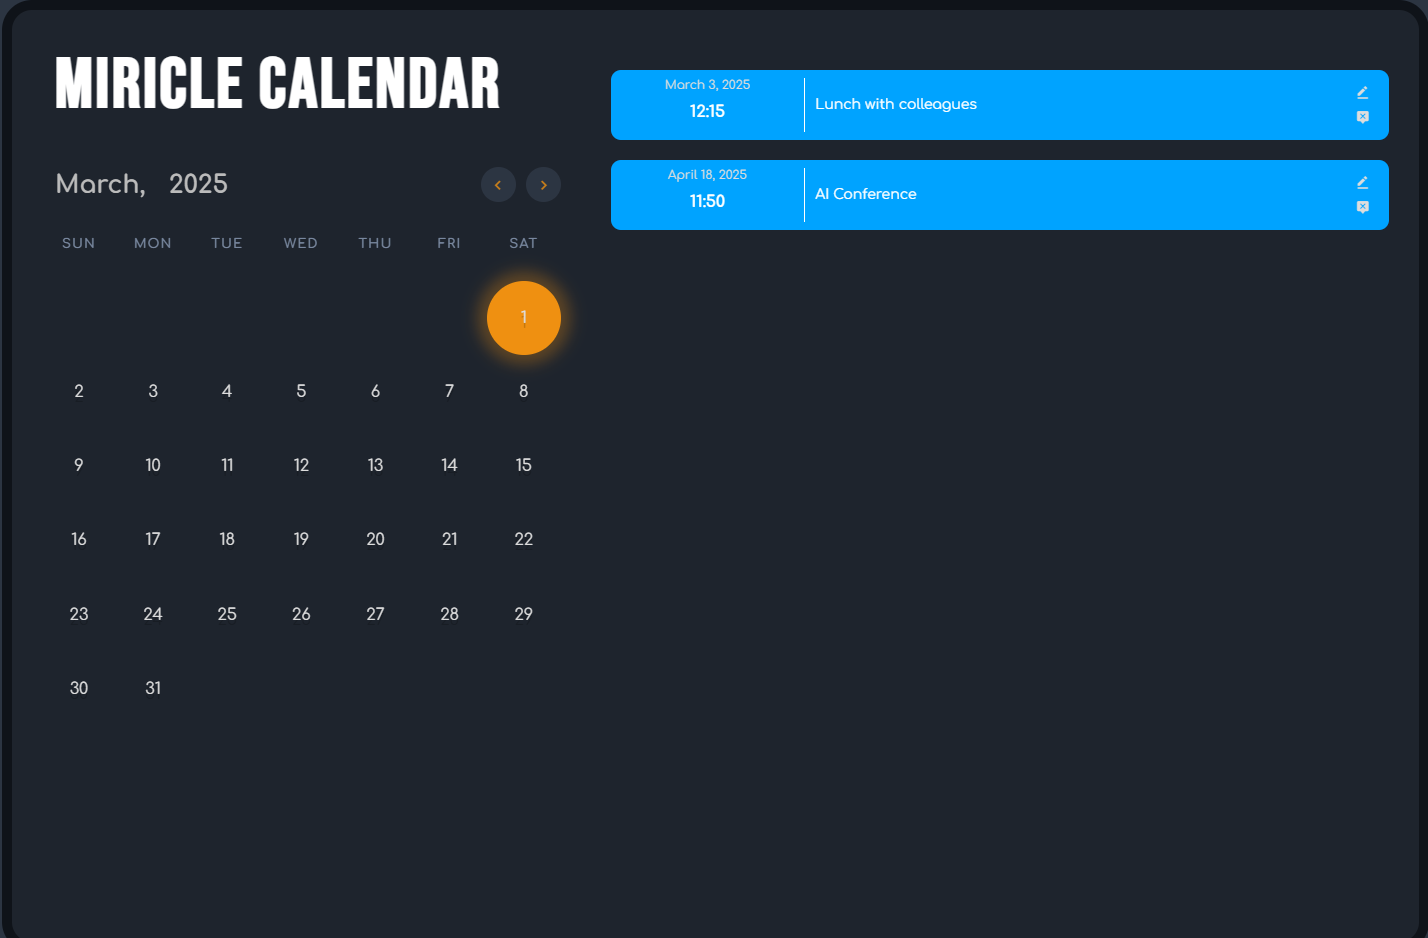 MIRICLE CALENDAR
March, 2025
SUN MON TUE WED THU FRI SAT
1
2 3 4 5 6 7 8
9 10 11 12 13 14 15
16 17 18 19 20 21 22
23 24 25 26 27 28 29
30 31
March 3, 2025
12:15
Lunch with colleagues
April 18, 2025
11:50
AI Conference